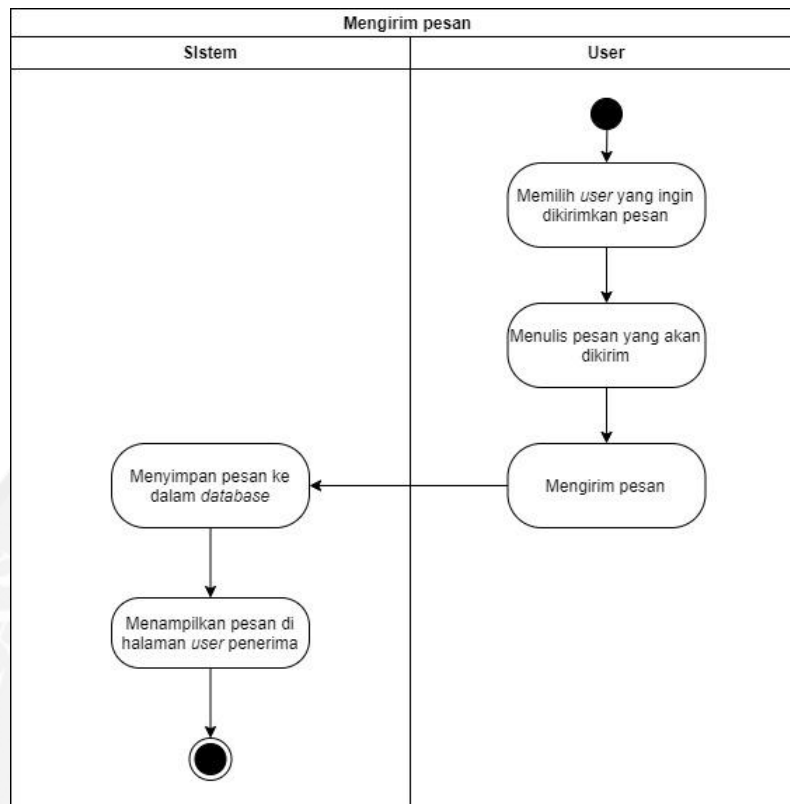 Mengirim pesan
SIstem
User
Memilih user yang ingin
dikirimkan pesan
Menulis pesan yang akan
dikirim
Mengirim pesan
Menyimpan pesan ke
dalam database
Menampilkan pesan di
halaman user penerima